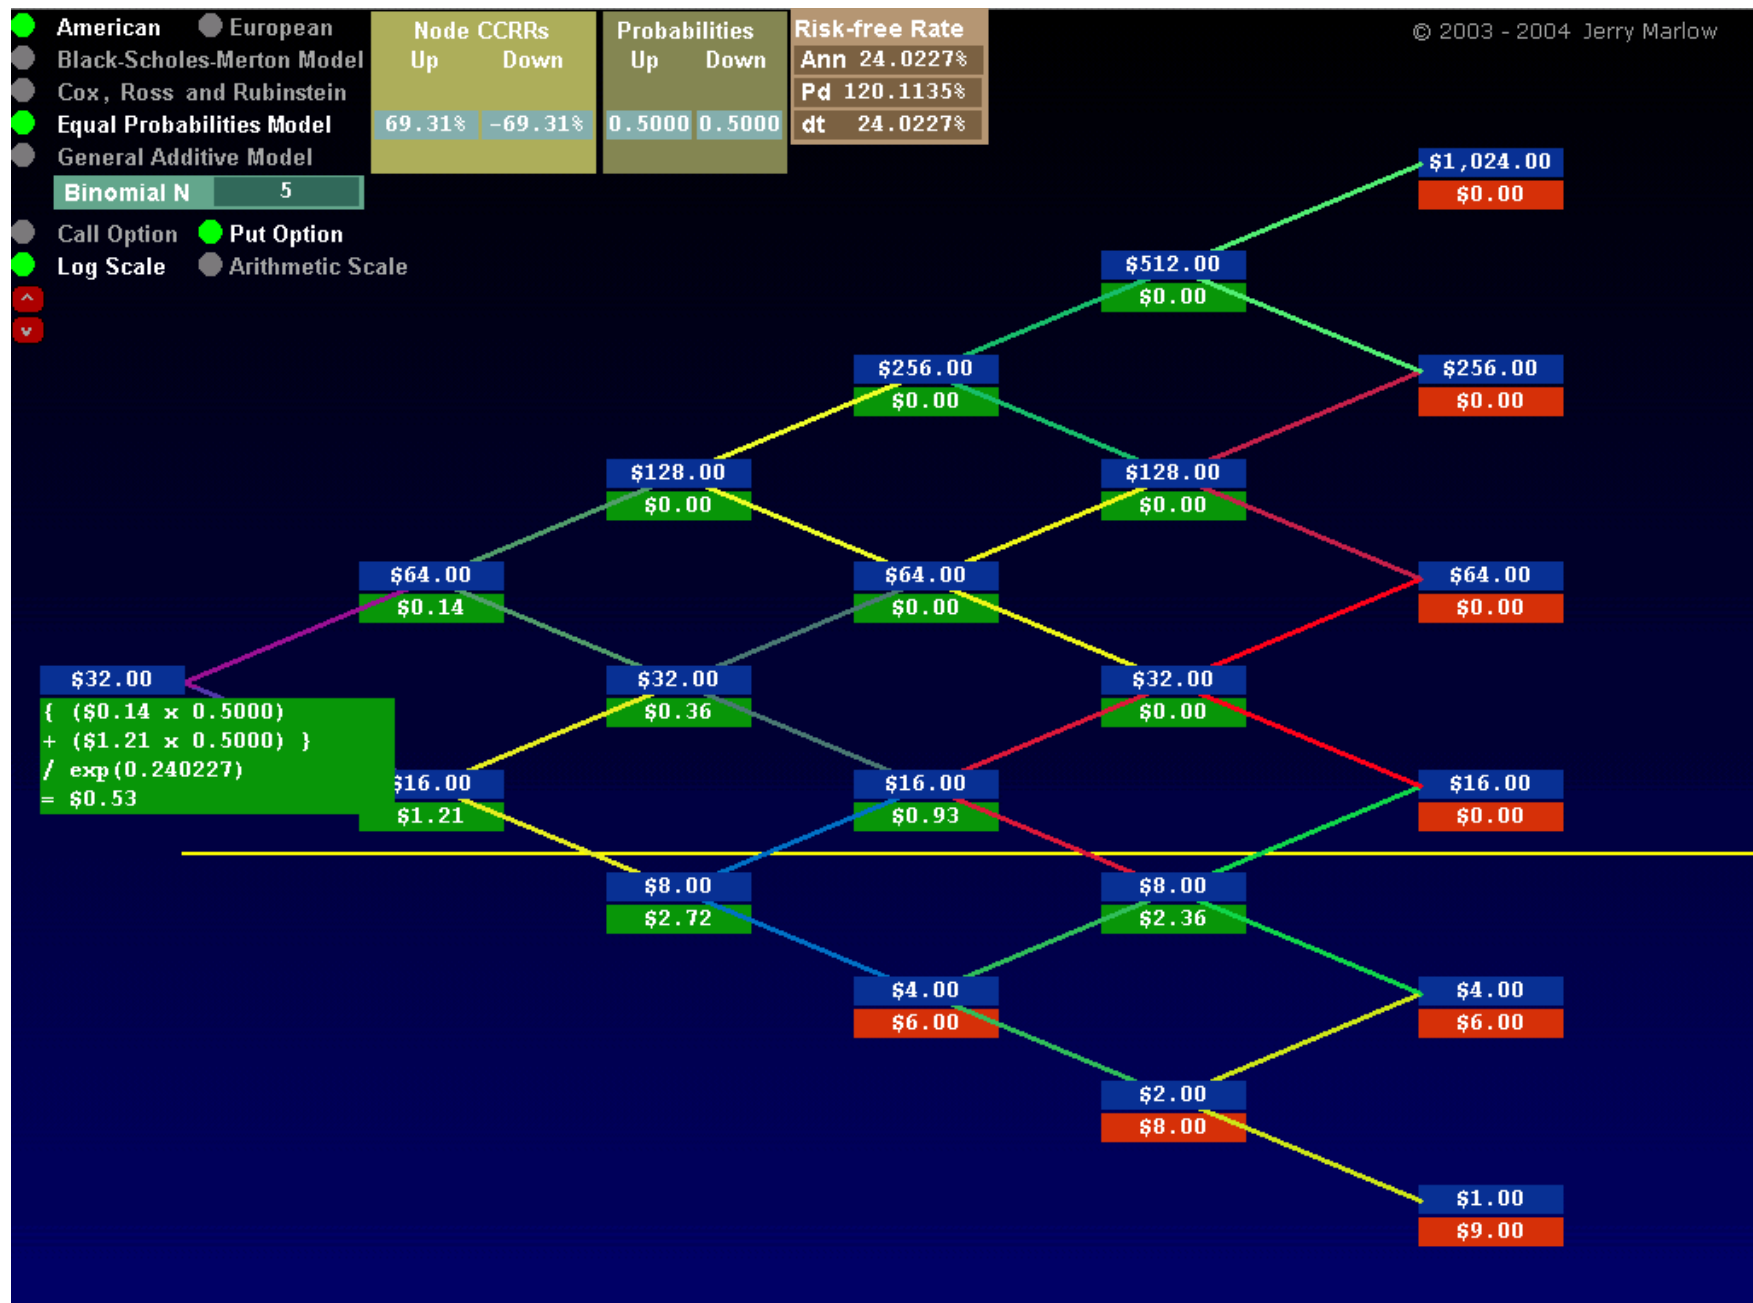 American European
Black-Scholes-Merton Model
Cox, Ross and Rubinstein
Equal Probabilities Model
General Additive Model
Binomial N 5
Call Option Put Option
Log Scale Arithmetic Scale
^
v
Node CCRRs
Up Down
69.31% -69.31%
Probabilities
Up Down
0.5000 0.5000
Risk-free Rate
Ann 24.0227%
Pd 120.1135%
dt 24.0227%
© 2003 - 2004 Jerry Marlow
$1,024.00
$0.00
$512.00
$0.00
$256.00 $256.00
$0.00 $0.00
$128.00 $128.00
$0.00 $0.00
$64.00 $64.00 $64.00
$0.14 $0.00 $0.00
$32.00 $32.00 $32.00
$0.36 $0.00
{ ($0.14 x 0.5000)
+ ($1.21 x 0.5000) }
/ exp(0.240227)
= $0.53
$16.00 $16.00 $16.00
$1.21 $0.93 $0.00
$8.00 $8.00
$2.72 $2.36
$4.00 $4.00
$6.00 $6.00
$2.00
$8.00
$1.00
$9.00